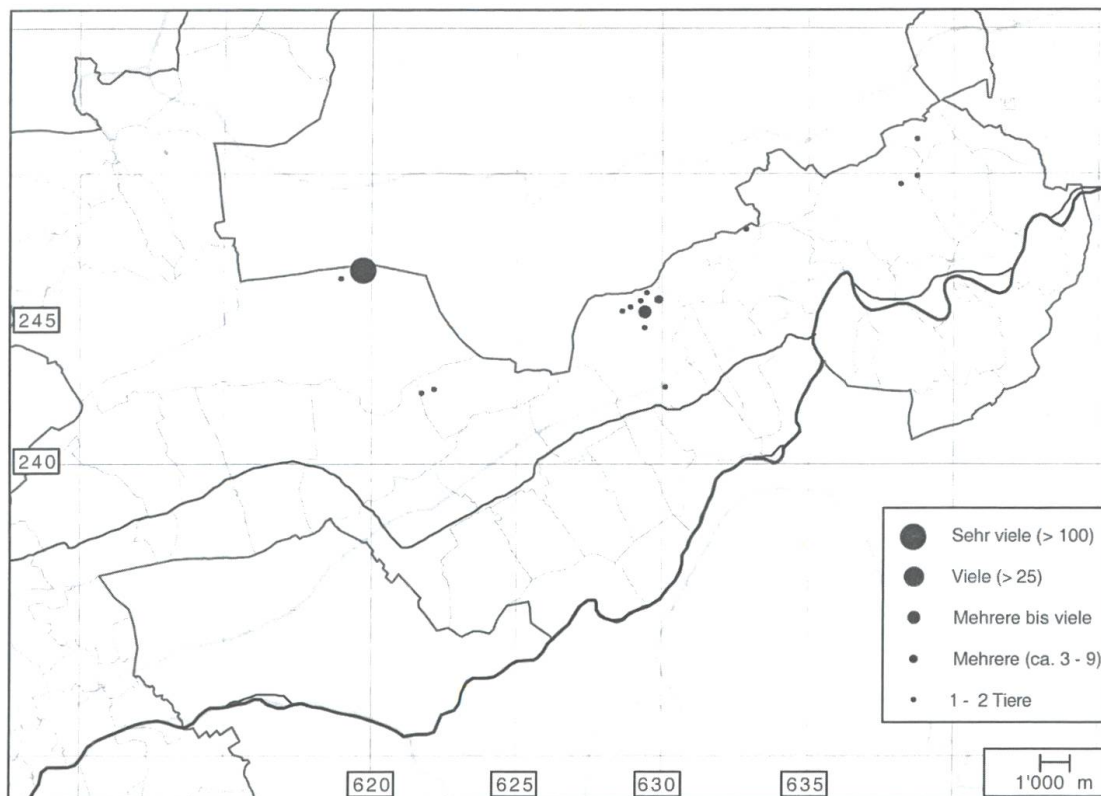 245
240
Sehr viele (> 100)
Viele (> 25)
Mehrere bis viele
Mehrere (ca. 3 - 9)
1 - 2 Tiere
620
625
630
635
1'000 m